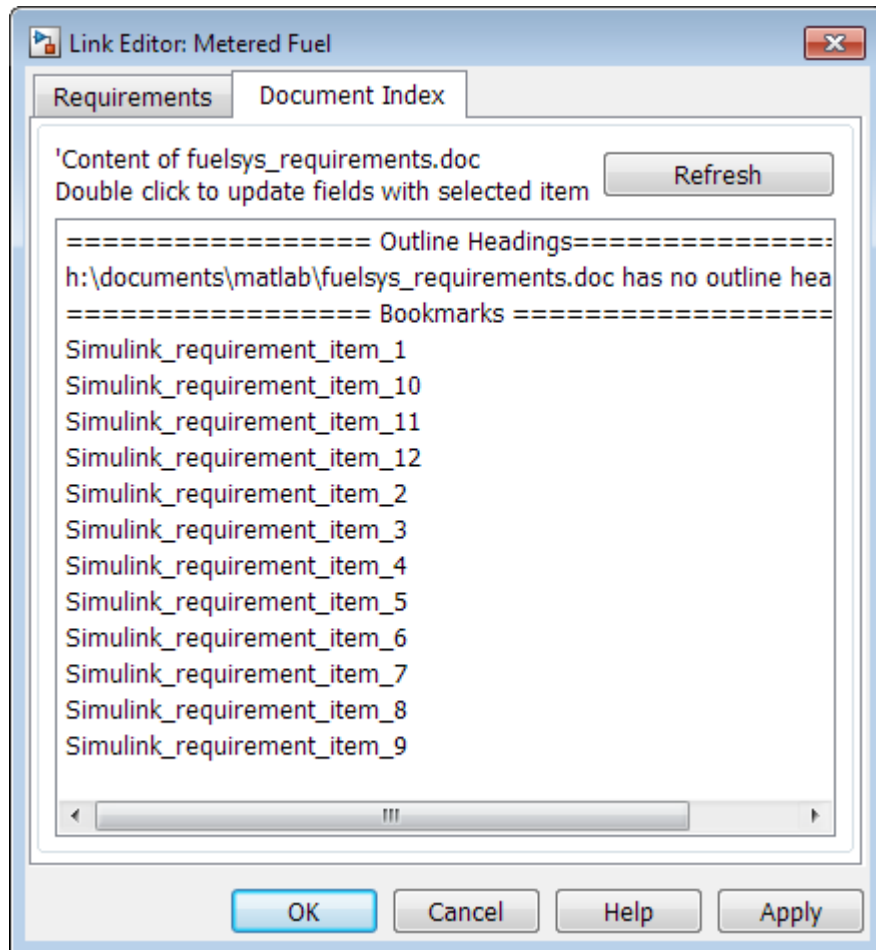 Link Editor: Metered Fuel
Requirements Document Index
'Content of fuelsys_requirements.doc
Double click to update fields with selected item
Refresh
================= Outline Headings===============
h:\documents\matlab\fuelsys_requirements.doc has no outline hea
================= Bookmarks ==================
Simulink_requirement_item_1
Simulink_requirement_item_10
Simulink_requirement_item_11
Simulink_requirement_item_12
Simulink_requirement_item_2
Simulink_requirement_item_3
Simulink_requirement_item_4
Simulink_requirement_item_5
Simulink_requirement_item_6
Simulink_requirement_item_7
Simulink_requirement_item_8
Simulink_requirement_item_9
OK Cancel Help Apply